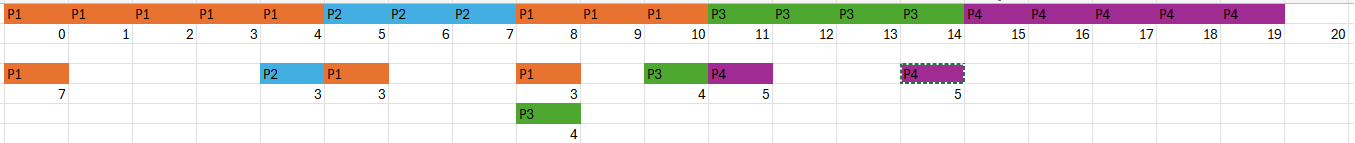 P1 P1 P1 P1 P1 P2 P2 P2 P1 P1 P1 P3 P3 P3 P3 P4 P4 P4 P4 P4
0 1 2 3 4 5 6 7 8 9 10 11 12 13 14 15 16 17 18 19 20
P1 P2 P1 P1 P3 P4 P4
7 3 3 3 4 5 5
P3
4